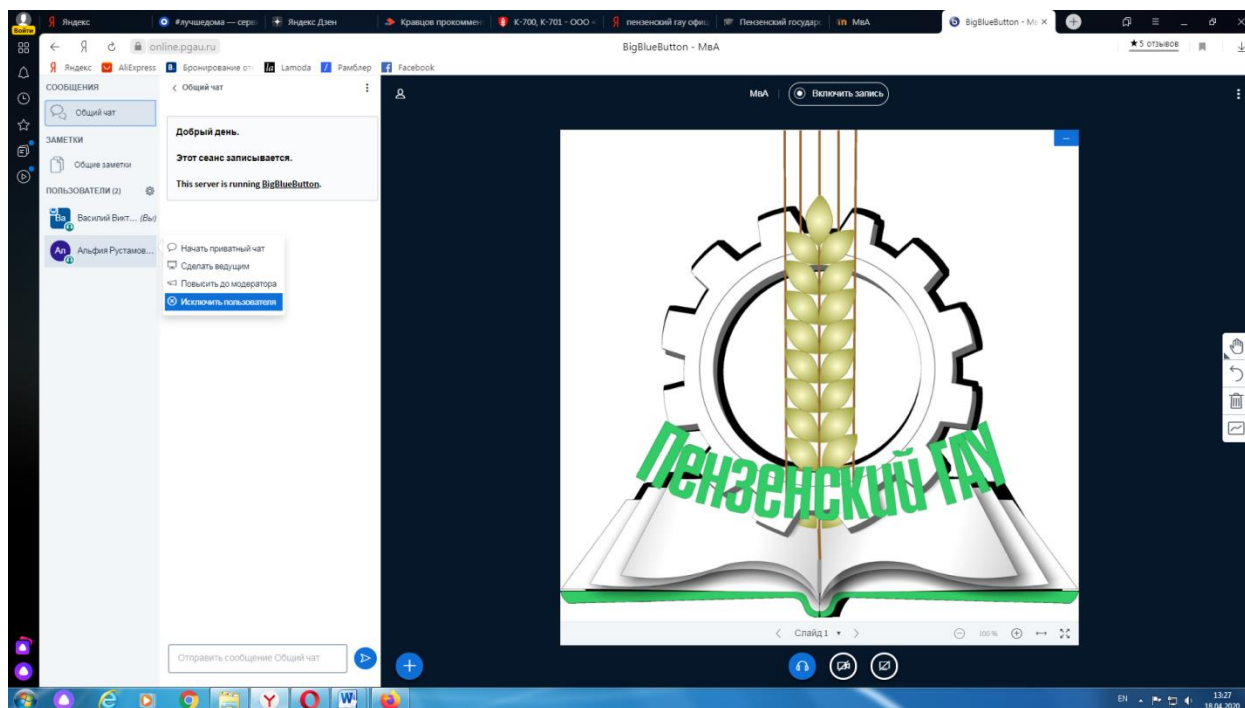 Войти
Яндекс
#лучшедома — серв
Яндекс Дзен
Кравцов прокоммен
К-700, К-701 - ООО «
пензенский гау офиц
Пензенский государс
МвА
BigBlueButton - Мв
online.pgau.ru
BigBlueButton - МвА
★5 отзывов
Яндекс
AliExpress
Бронирование от
Lamoda
Рамблер
Facebook
СООБЩЕНИЯ
Общий чат
ЗАМЕТКИ
Общие заметки
ПОЛЬЗОВАТЕЛИ (2)
Ва
Василий Викт... (Вы)
Ал
Альфия Рустамов...
Общий чат
Добрый день.
Этот сеанс записывается.
This server is running BigBlueButton.
Начать приватный чат
Сделать ведущим
Повысить до модератора
Исключить пользователя
Отправить сообщение Общий чат
МвА
Включить запись
Пензенский ГАУ
Слайд 1
100%
EN
13:27
18.04.2020